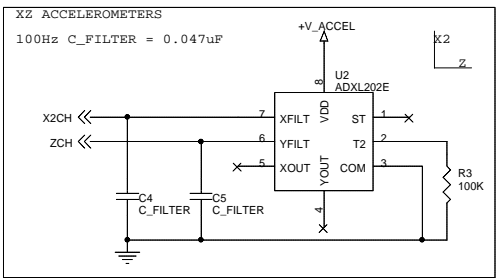 XZ ACCELEROMETERS
100Hz C_FILTER = 0.047uF
+V_ACCEL
X2
Z
U2
ADXL202E
8
VDD
X2CH
7
XFILT
ST
1
ZCH
6
YFILT
T2
2
5
XOUT
YOUT
COM
3
4
C4
C_FILTER
C5
C_FILTER
R3
100K